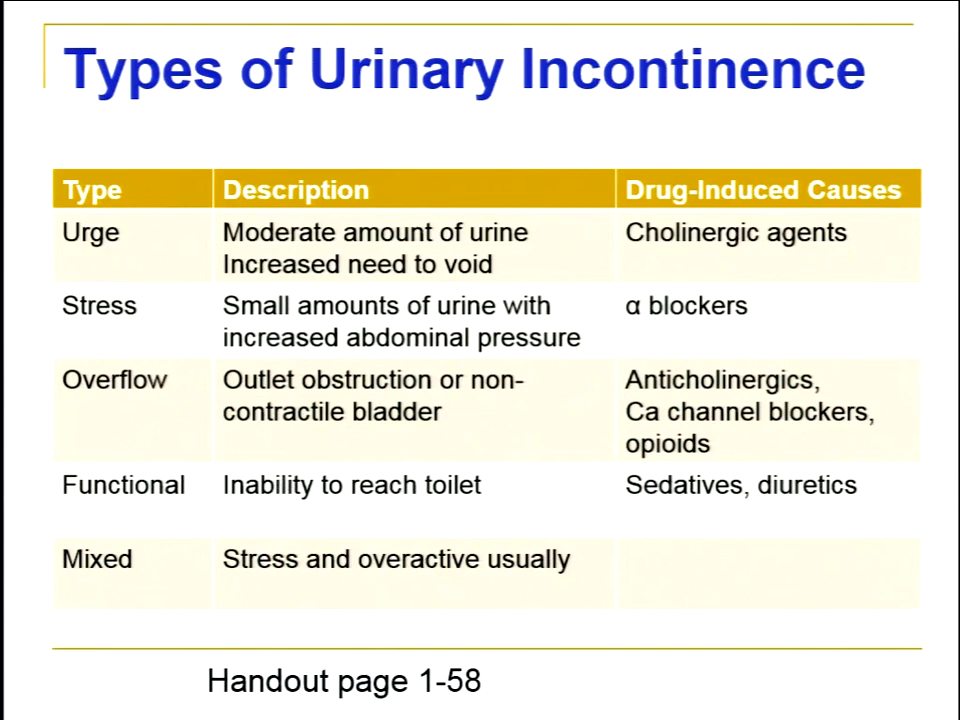 Types of Urinary Incontinence
Type Description Drug-Induced Causes
Urge Moderate amount of urine Cholinergic agents
Increased need to void
Stress Small amounts of urine with α blockers
increased abdominal pressure
Overflow Outlet obstruction or non- Anticholinergics,
contractile bladder Ca channel blockers,
opioids
Functional Inability to reach toilet Sedatives, diuretics
Mixed Stress and overactive usually
Handout page 1-58